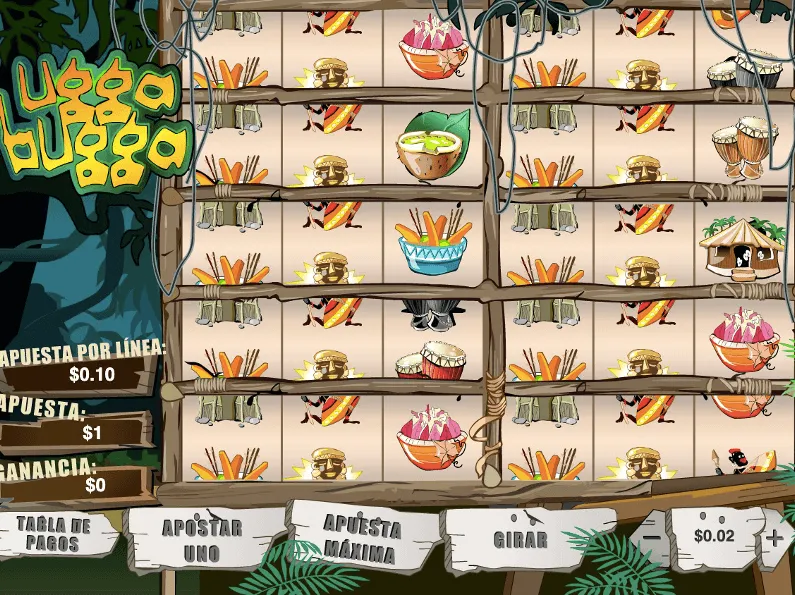 ugga
bugga
APUESTA POR LÍNEA:
$0.10
APUESTA:
$1
GANANCIA:
$0
TABLA DE
PAGOS
APOSTAR
UNO
APUESTA
MÁXIMA
GIRAR
− $0.02 +